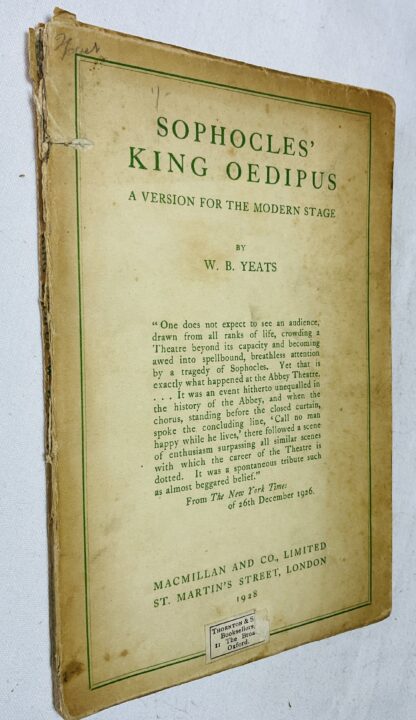 SOPHOCLES'
KING OEDIPUS
A VERSION FOR THE MODERN STAGE
BY
W. B. YEATS
"One does not expect to see an audience,
drawn from all ranks of life, crowding a
Theatre beyond its capacity and becoming
awed into spellbound, breathless attention
by a tragedy of Sophocles. Yet that is
exactly what happened at the Abbey Theatre.
. . . . It was an event hitherto unequalled in
the history of the Abbey, and when the
chorus, standing before the closed curtain,
spoke the concluding line, 'Call no man
happy while he lives,' there followed a scene
of enthusiasm surpassing all similar scenes
with which the career of the Theatre is
dotted. It was a spontaneous tribute such
as almost beggared belief."
From The New York Times
of 26th December 1926.
MACMILLAN AND CO., LIMITED
ST. MARTIN'S STREET, LONDON
1928
THORNTON & S
Booksellers,
11 The Broa
Oxford.